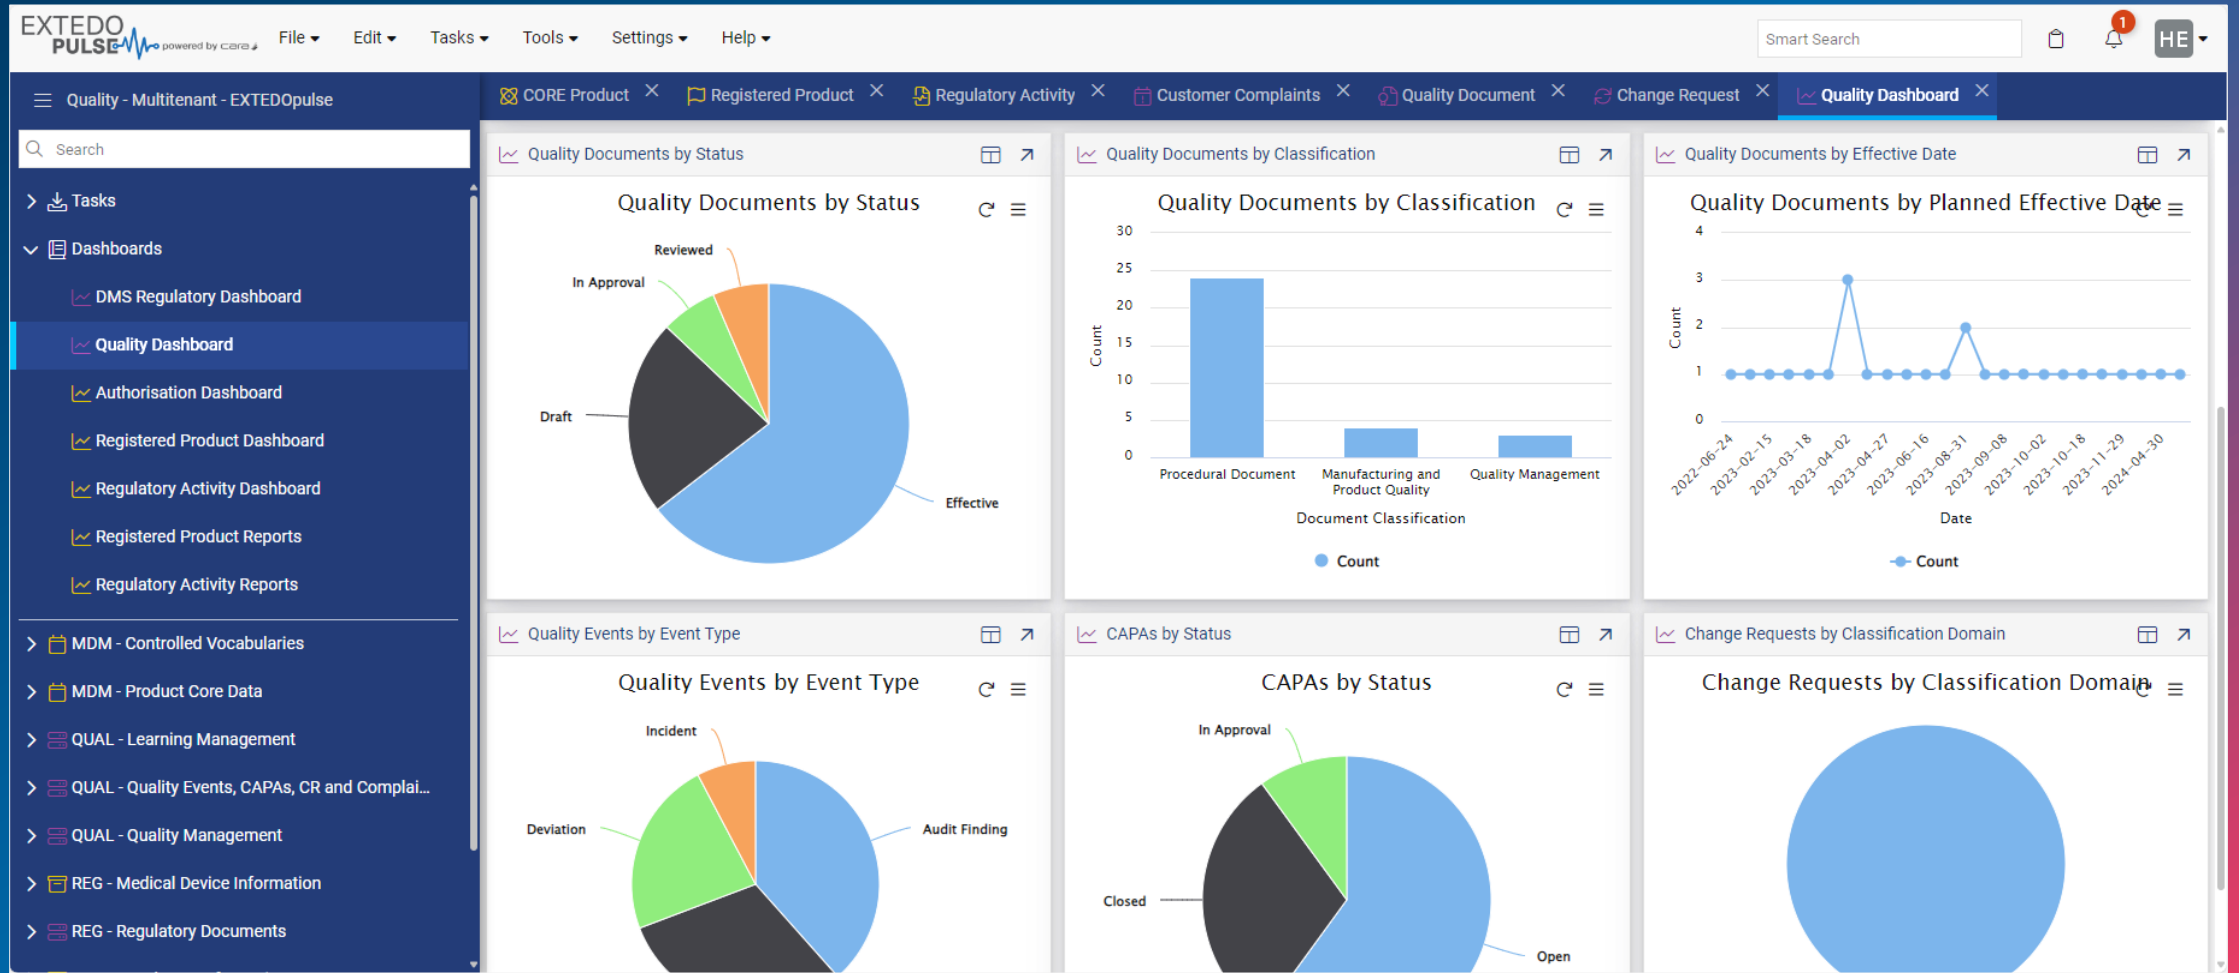 EXTEDO
PULSE powered by cara
File Edit Tasks Tools Settings Help
Smart Search
1
HE
Quality - Multitenant - EXTEDOpulse
Search
Tasks
Dashboards
DMS Regulatory Dashboard
Quality Dashboard
Authorisation Dashboard
Registered Product Dashboard
Regulatory Activity Dashboard
Registered Product Reports
Regulatory Activity Reports
MDM - Controlled Vocabularies
MDM - Product Core Data
QUAL - Learning Management
QUAL - Quality Events, CAPAs, CR and Complai...
QUAL - Quality Management
REG - Medical Device Information
REG - Regulatory Documents
CORE Product Registered Product Regulatory Activity Customer Complaints Quality Document Change Request Quality Dashboard
Quality Documents by Status
Quality Documents by Status
Reviewed
In Approval
Draft
Effective
Quality Documents by Classification
Quality Documents by Classification
30
25
20
15
10
5
0
Count
Procedural Document
Manufacturing and
Product Quality
Quality Management
Document Classification
Count
Quality Documents by Effective Date
Quality Documents by Planned Effective Date
4
3
2
1
0
Count
2022-06-24
2023-02-15
2023-03-18
2023-04-02
2023-04-27
2023-06-16
2023-08-31
2023-09-08
2023-10-02
2023-10-18
2023-11-29
2024-04-30
Date
Count
Quality Events by Event Type
Quality Events by Event Type
Incident
Deviation
Audit Finding
CAPAs by Status
CAPAs by Status
In Approval
Closed
Open
Change Requests by Classification Domain
Change Requests by Classification Domain